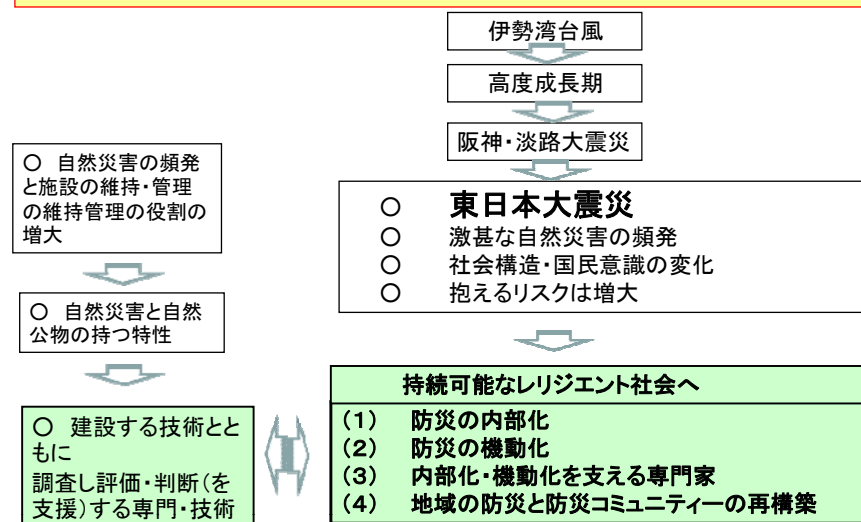 伊勢湾台風
高度成長期
阪神・淡路大震災
○ 東日本大震災
○ 激甚な自然災害の頻発
○ 社会構造・国民意識の変化
○ 抱えるリスクは増大
○ 自然災害の頻発
と施設の維持・管理
の維持管理の役割の
増大
○ 自然災害と自然
公物の持つ特性
○ 建設する技術とと
もに
調査し評価・判断(を
支援)する専門・技術
持続可能なレリジエント社会へ
(1) 防災の内部化
(2) 防災の機動化
(3) 内部化・機動化を支える専門家
(4) 地域の防災と防災コミュニティーの再構築